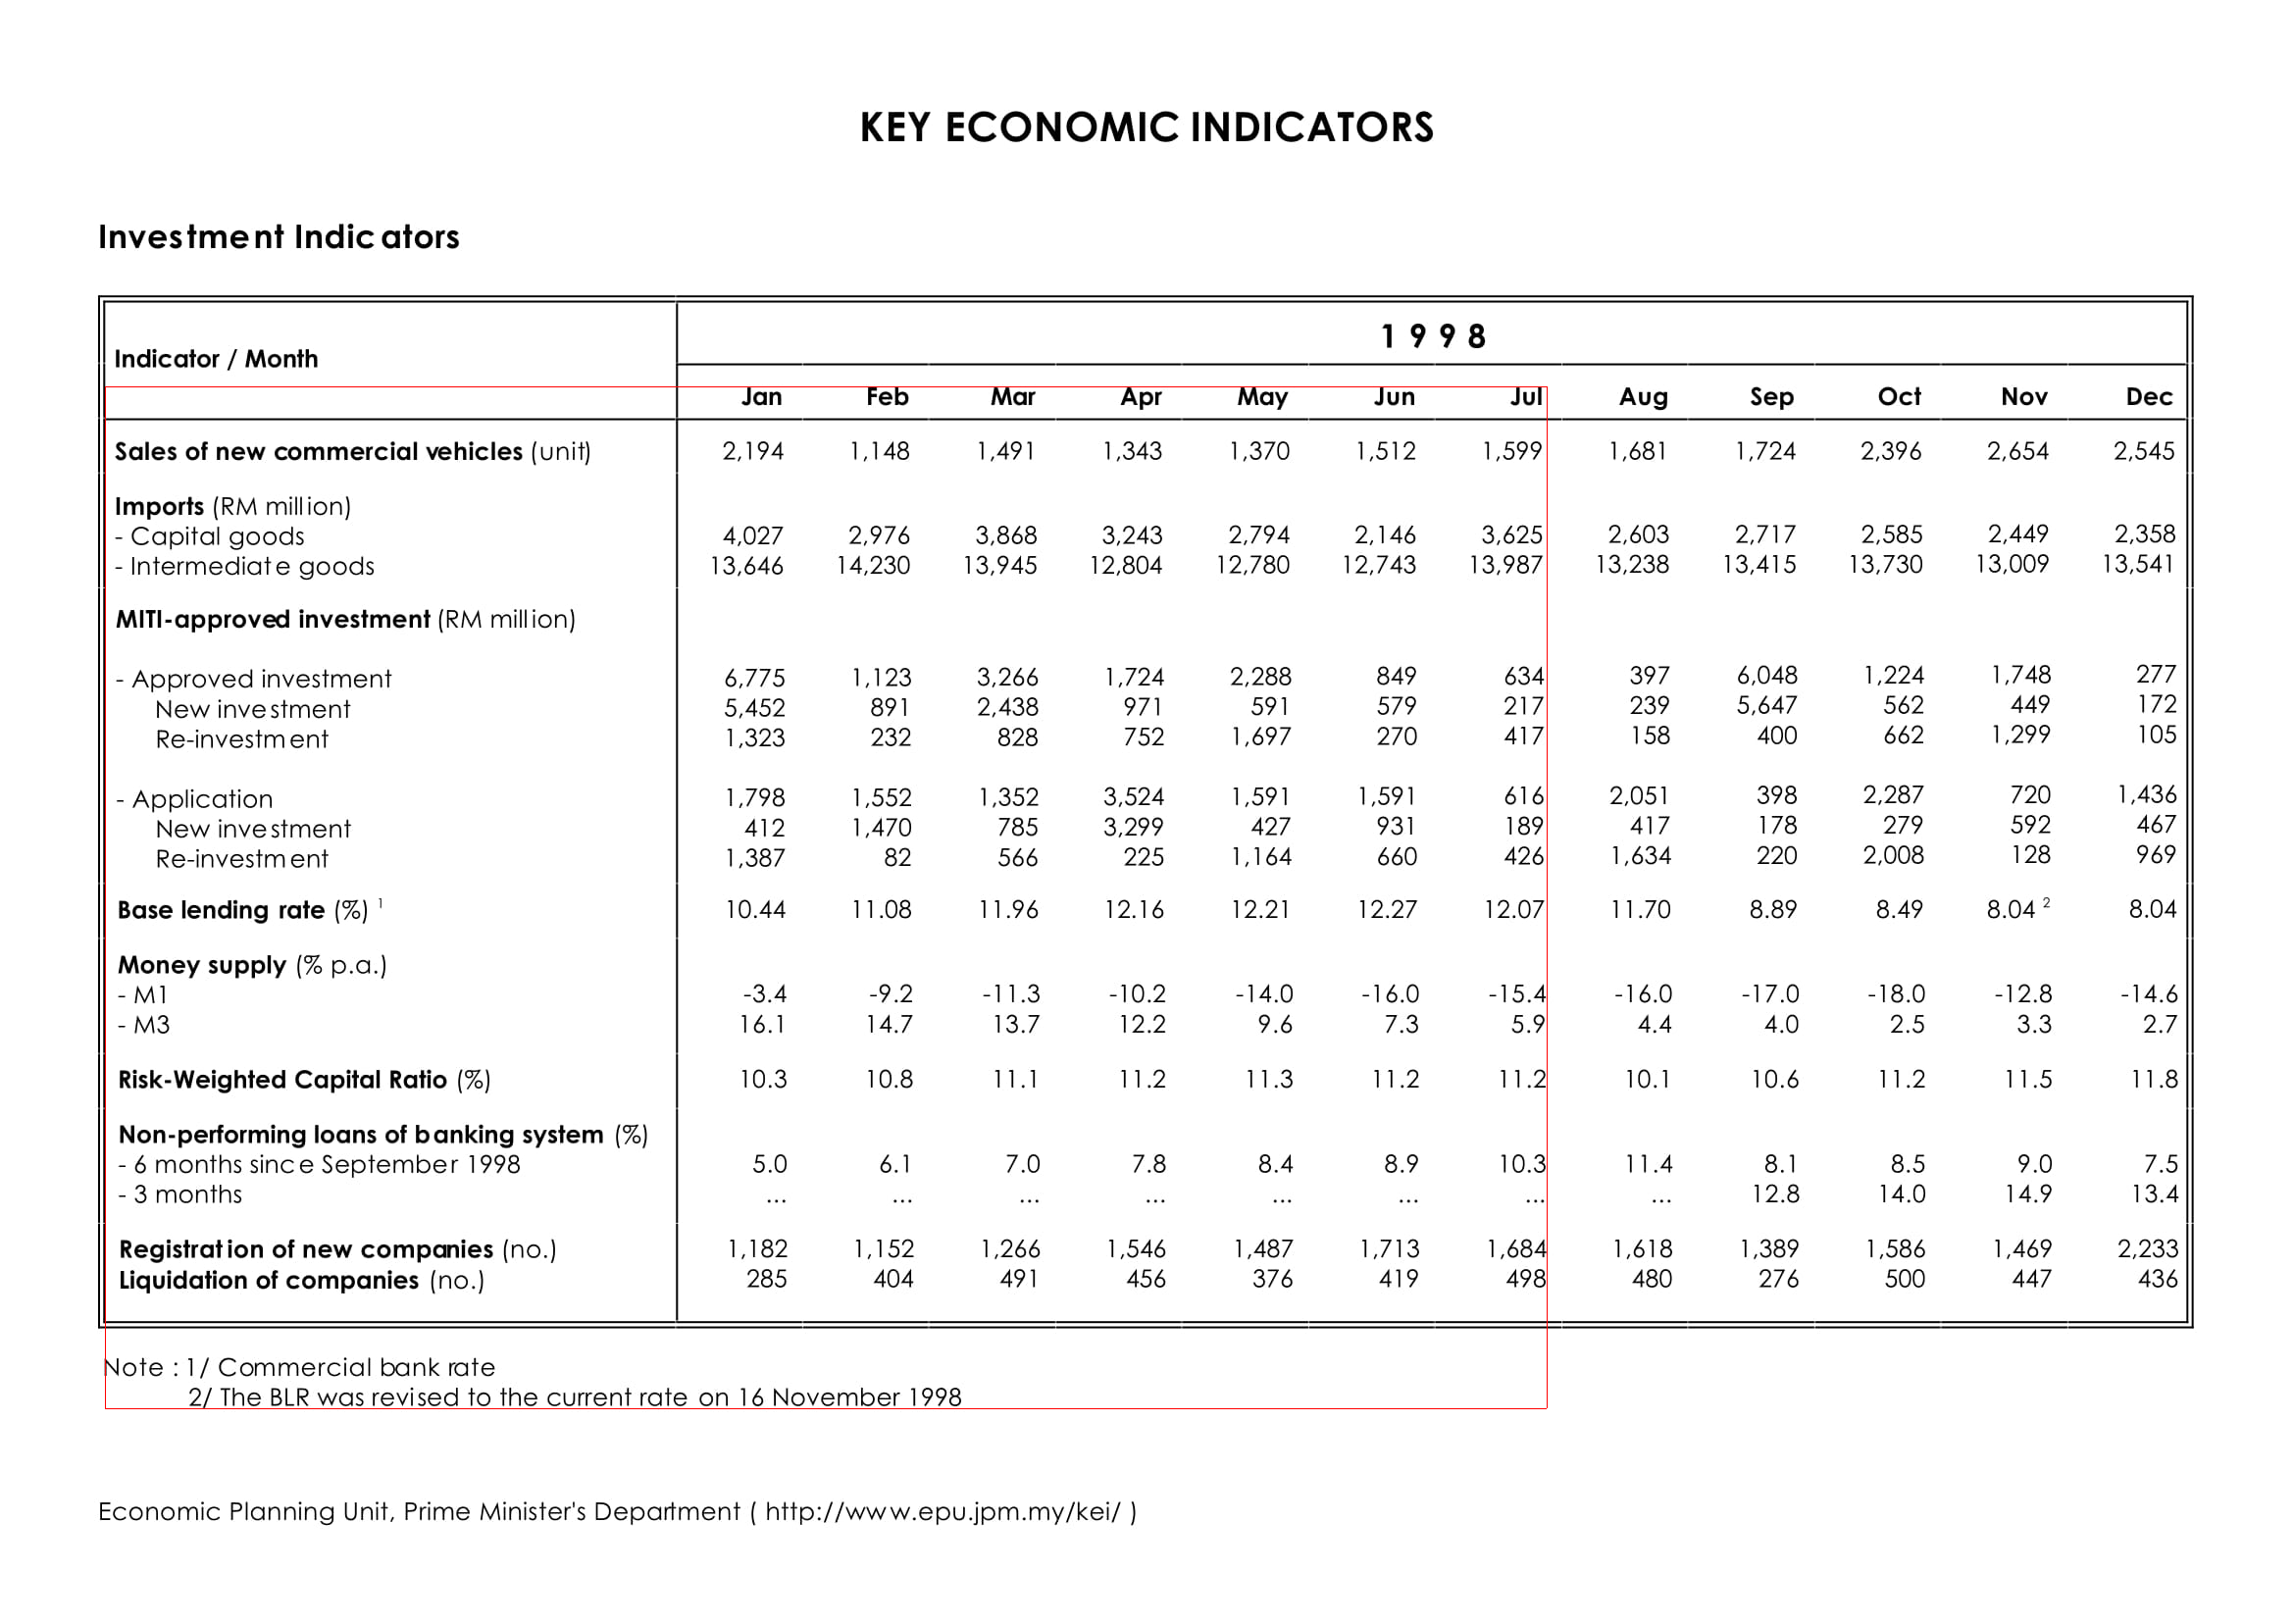 KEY ECONOMIC INDICATORS
Investment Indicators
1 9 9 8
Indicator / Month
Jan Feb Mar Apr May Jun Jul Aug Sep Oct Nov Dec
Sales of new commercial vehicles (unit) 2,194 1,148 1,491 1,343 1,370 1,512 1,599 1,681 1,724 2,396 2,654 2,545
Imports (RM million)
- Capital goods 4,027 2,976 3,868 3,243 2,794 2,146 3,625 2,603 2,717 2,585 2,449 2,358
- Intermediate goods 13,646 14,230 13,945 12,804 12,780 12,743 13,987 13,238 13,415 13,730 13,009 13,541
MITI-approved investment (RM million)
- Approved investment 6,775 1,123 3,266 1,724 2,288 849 634 397 6,048 1,224 1,748 277
New investment 5,452 891 2,438 971 591 579 217 239 5,647 562 449 172
Re-investment 1,323 232 828 752 1,697 270 417 158 400 662 1,299 105
- Application 1,798 1,552 1,352 3,524 1,591 1,591 616 2,051 398 2,287 720 1,436
New investment 412 1,470 785 3,299 427 931 189 417 178 279 592 467
Re-investment 1,387 82 566 225 1,164 660 426 1,634 220 2,008 128 969
Base lending rate (%) 1 10.44 11.08 11.96 12.16 12.21 12.27 12.07 11.70 8.89 8.49 8.04 2 8.04
Money supply (% p.a.)
- M1 -3.4 -9.2 -11.3 -10.2 -14.0 -16.0 -15.4 -16.0 -17.0 -18.0 -12.8 -14.6
- M3 16.1 14.7 13.7 12.2 9.6 7.3 5.9 4.4 4.0 2.5 3.3 2.7
Risk-Weighted Capital Ratio (%) 10.3 10.8 11.1 11.2 11.3 11.2 11.2 10.1 10.6 11.2 11.5 11.8
Non-performing loans of banking system (%)
- 6 months since September 1998 5.0 6.1 7.0 7.8 8.4 8.9 10.3 11.4 8.1 8.5 9.0 7.5
- 3 months ... ... ... ... ... ... ... ... 12.8 14.0 14.9 13.4
Registration of new companies (no.) 1,182 1,152 1,266 1,546 1,487 1,713 1,684 1,618 1,389 1,586 1,469 2,233
Liquidation of companies (no.) 285 404 491 456 376 419 498 480 276 500 447 436
Note : 1/ Commercial bank rate
2/ The BLR was revised to the current rate on 16 November 1998
Economic Planning Unit, Prime Minister's Department ( http://www.epu.jpm.my/kei/ )